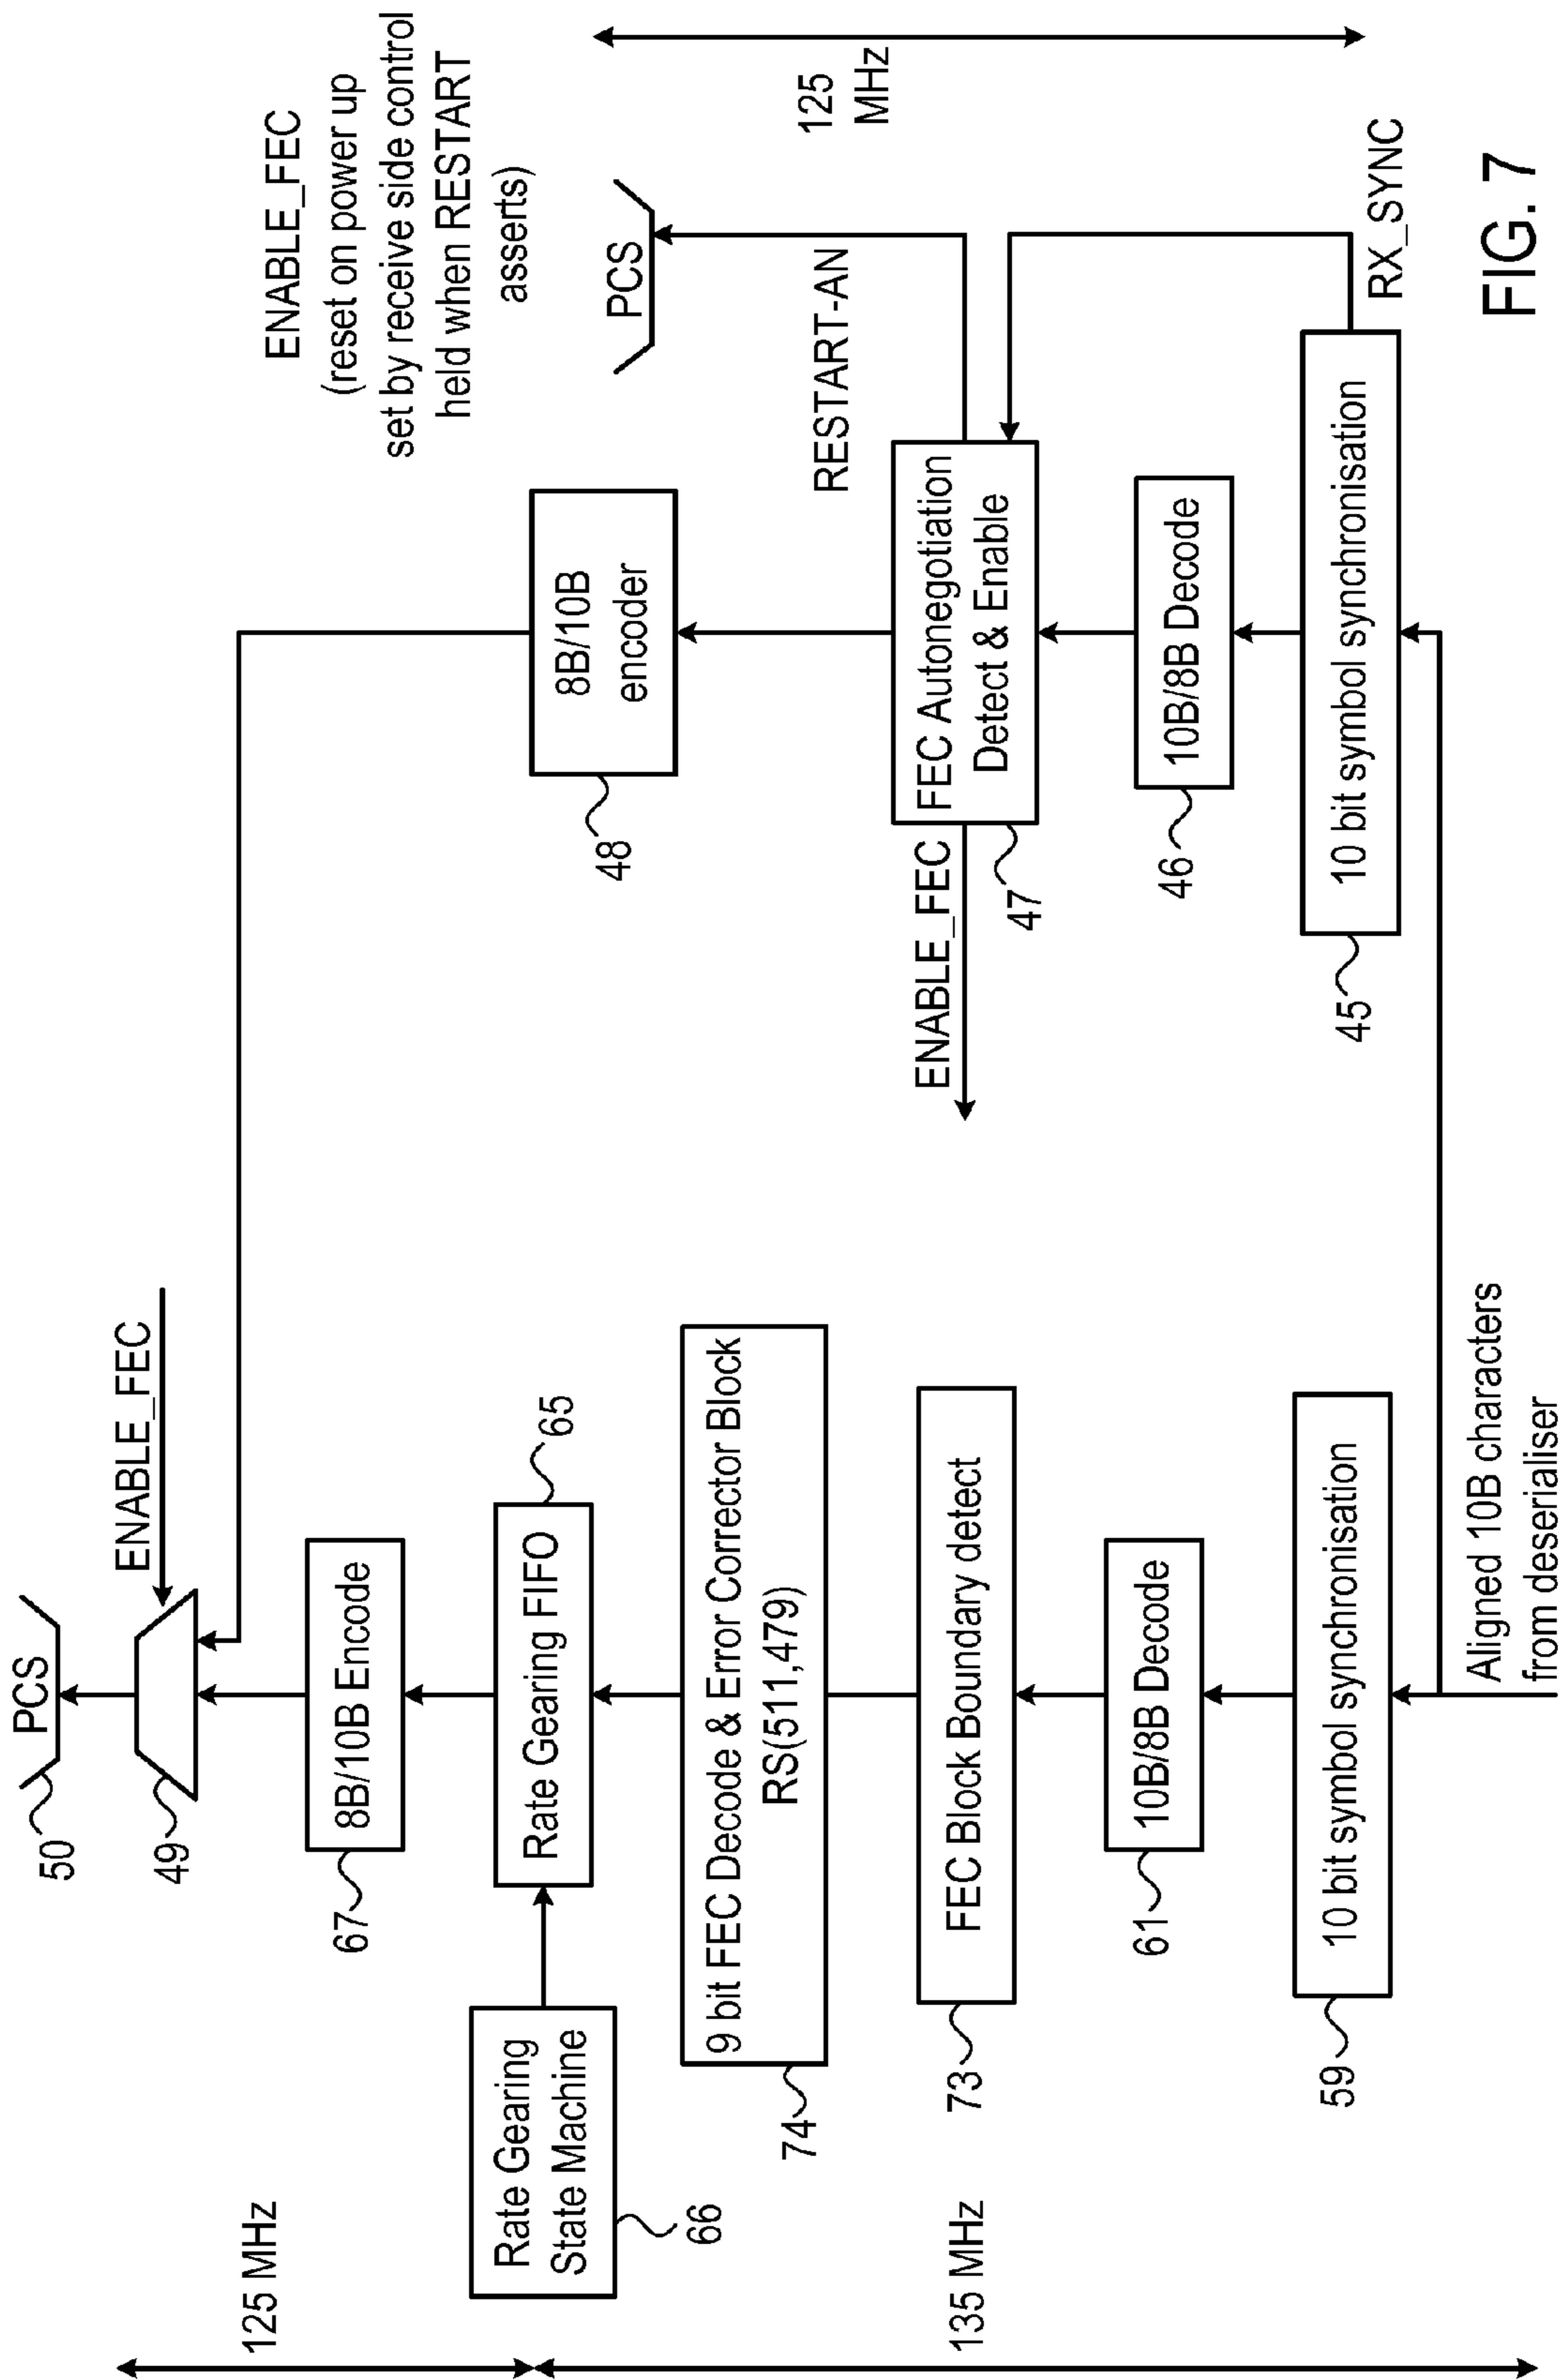 50
PCS
49
ENABLE_FEC
67
8B/10B Encode
125 MHz
Rate Gearing
State Machine
66
Rate Gearing FIFO
65
9 bit FEC Decode & Error Corrector Block
RS(511,479)
74
FEC Block Boundary detect
73
135 MHz
10B/8B Decode
61
10 bit symbol synchronisation
59
Aligned 10B characters
from deserialiser
ENABLE_FEC
(reset on power up
set by receive side control
held when RESTART
asserts)
8B/10B
encoder
48
PCS
RESTART-AN
125
MHz
FEC Autonegotiation
Detect & Enable
ENABLE_FEC
47
10B/8B Decode
46
10 bit symbol synchronisation
45
RX_SYNC
FIG. 7